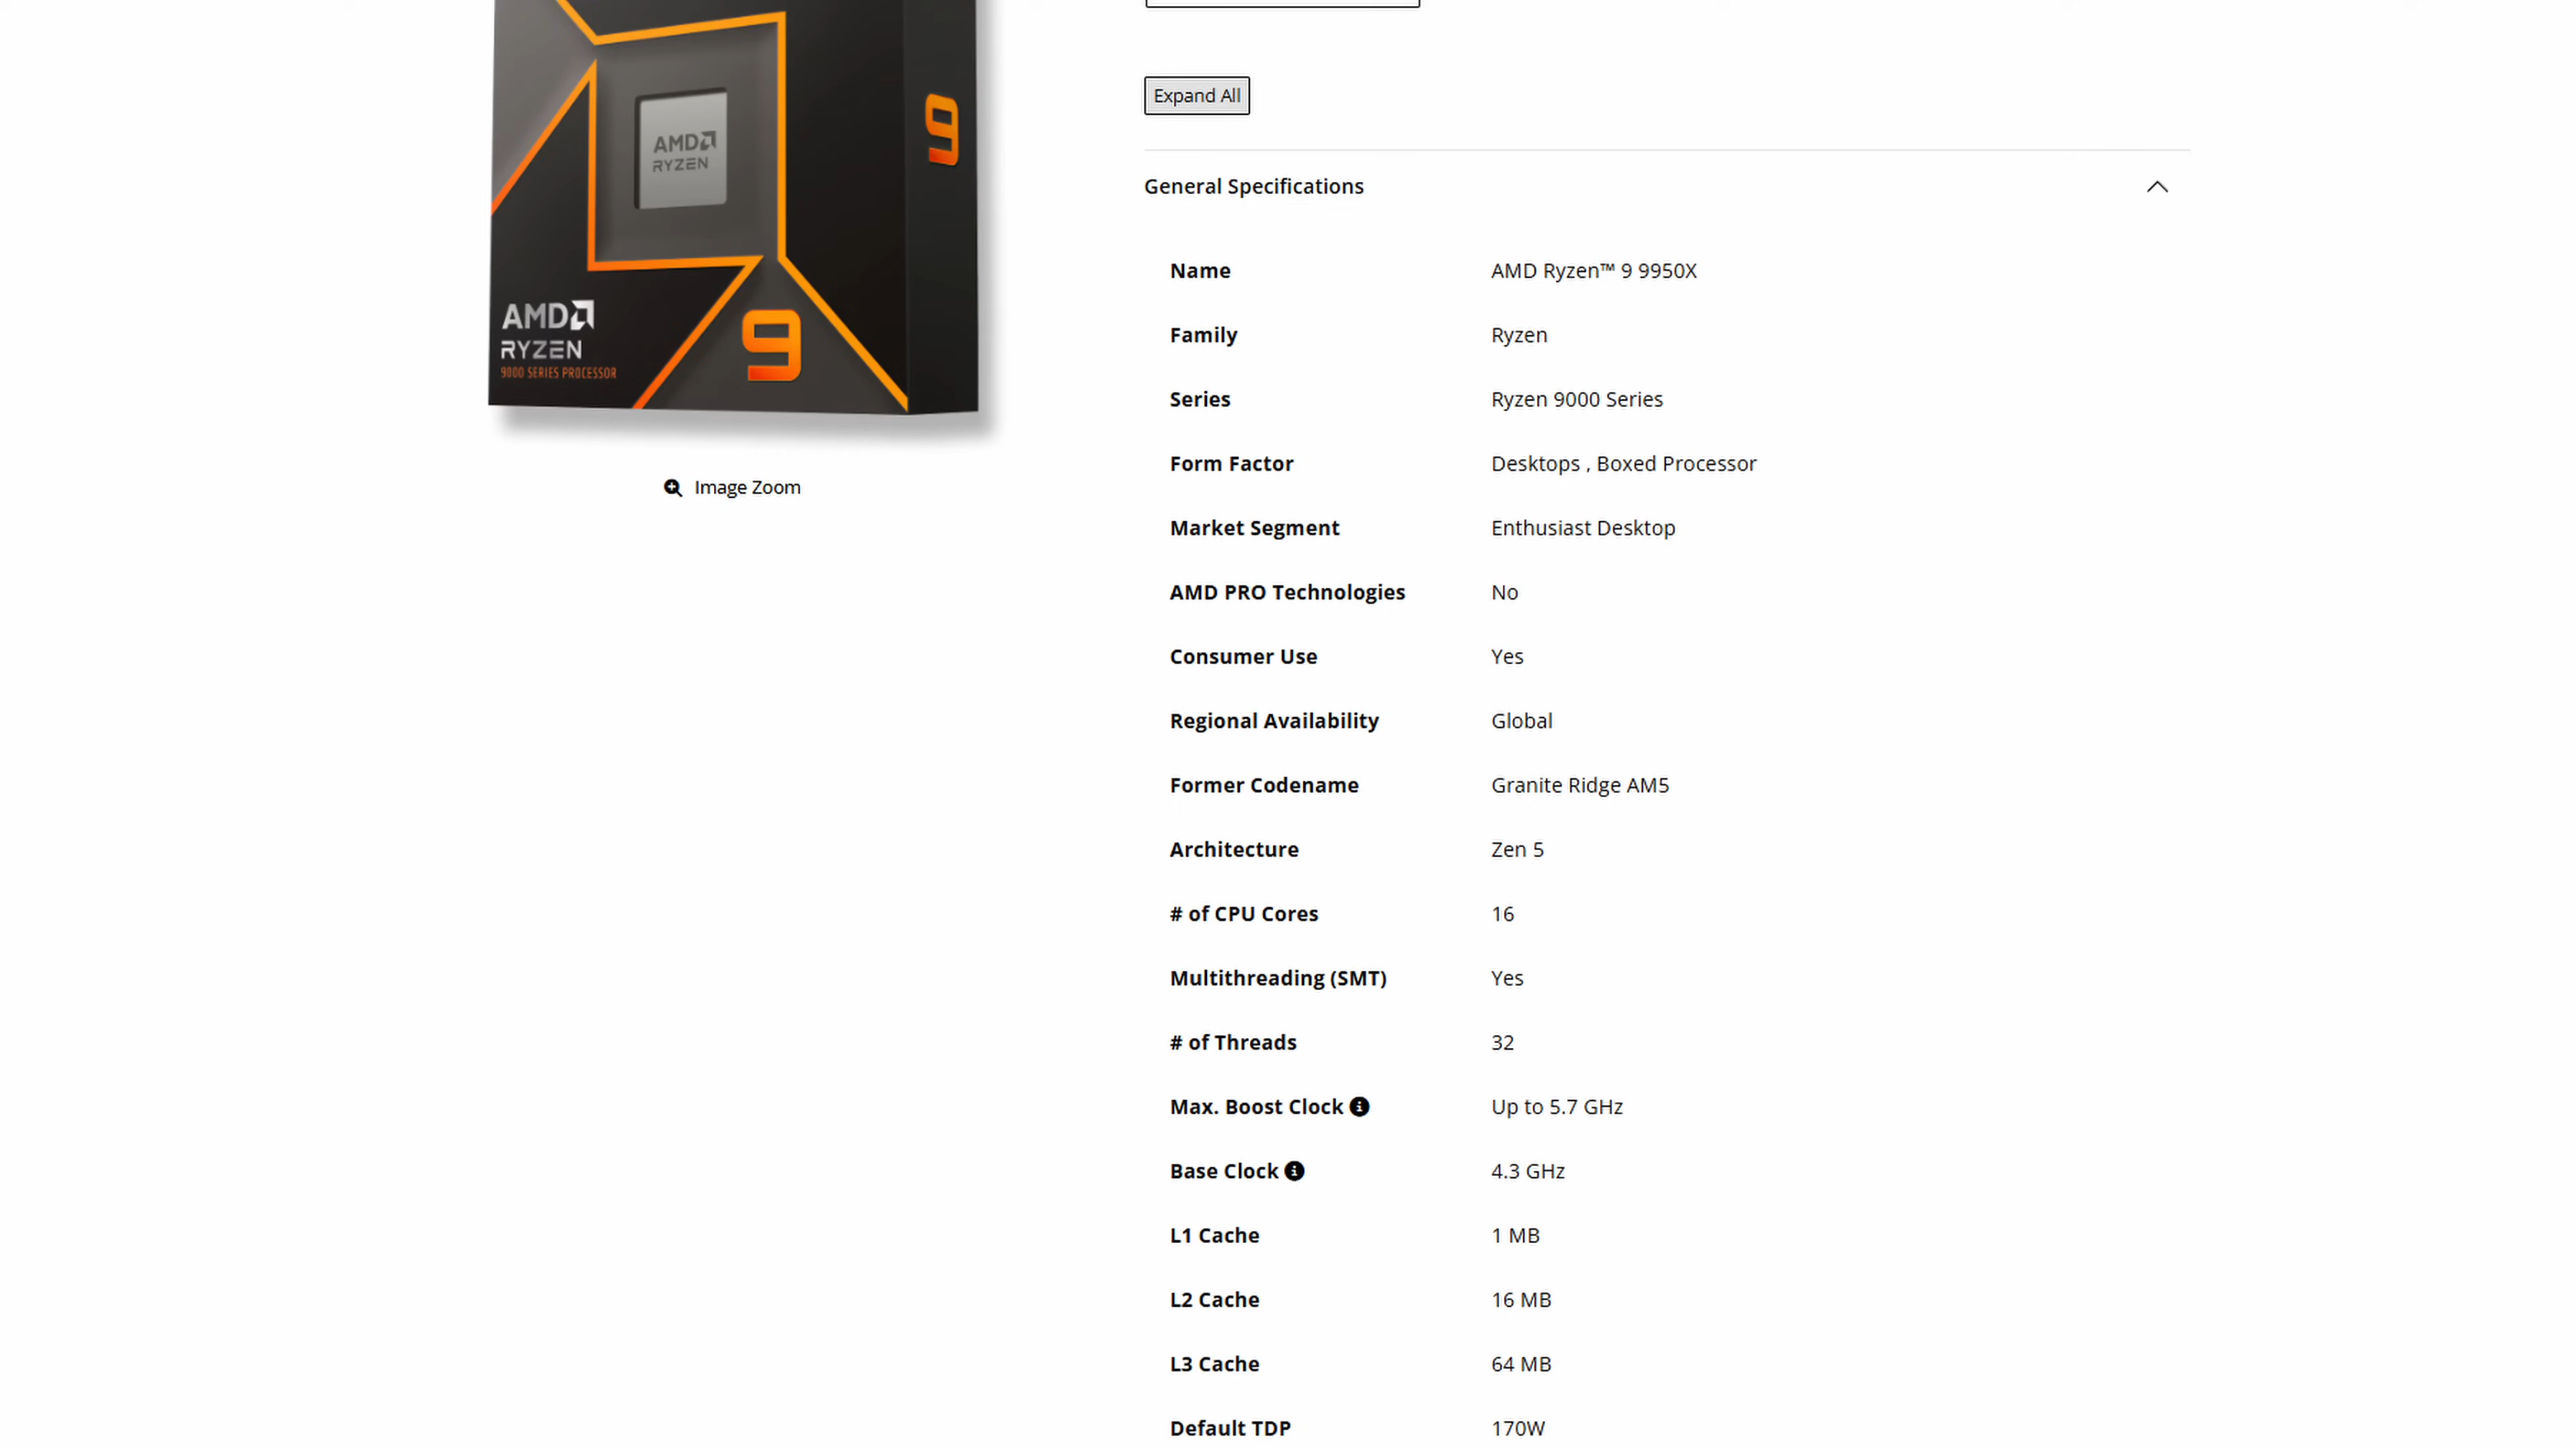 AMD
RYZEN
9
AMD
RYZEN
9000 SERIES PROCESSOR
9
Image Zoom
Expand All
General Specifications
Name AMD Ryzen™ 9 9950X
Family Ryzen
Series Ryzen 9000 Series
Form Factor Desktops , Boxed Processor
Market Segment Enthusiast Desktop
AMD PRO Technologies No
Consumer Use Yes
Regional Availability Global
Former Codename Granite Ridge AM5
Architecture Zen 5
# of CPU Cores 16
Multithreading (SMT) Yes
# of Threads 32
Max. Boost Clock Up to 5.7 GHz
Base Clock 4.3 GHz
L1 Cache 1 MB
L2 Cache 16 MB
L3 Cache 64 MB
Default TDP 170W